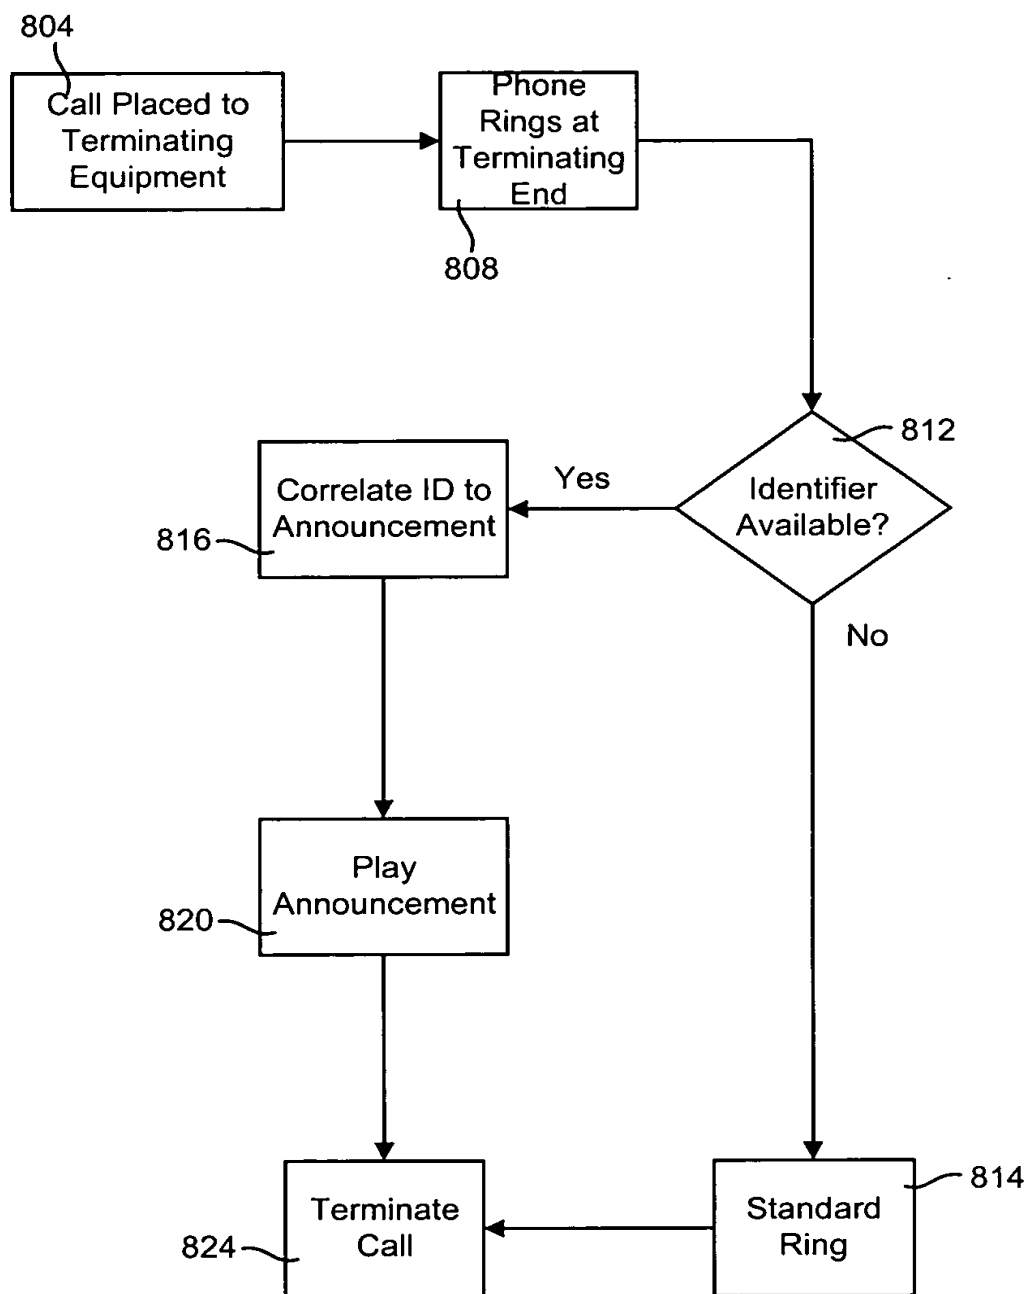 804
Call Placed to
Terminating
Equipment
Phone
Rings at
Terminating
End
808
812
Identifier
Available?
Yes
No
Correlate ID to
Announcement
816
Play
Announcement
820
Terminate
Call
824
Standard
Ring
814